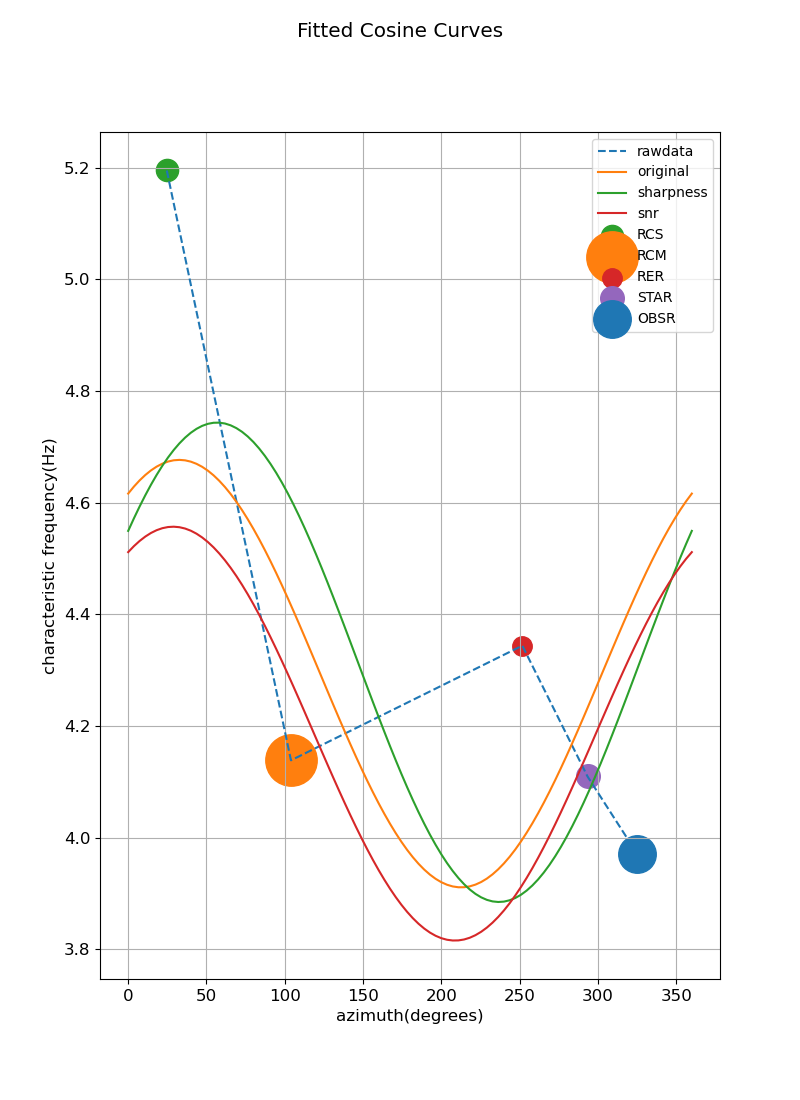 Fitted Cosine Curves
rawdata
original
sharpness
snr
RCS
RCM
RER
STAR
OBSR
5.2
5.0
4.8
4.6
4.4
4.2
4.0
3.8
characteristic frequency(Hz)
0 50 100 150 200 250 300 350
azimuth(degrees)